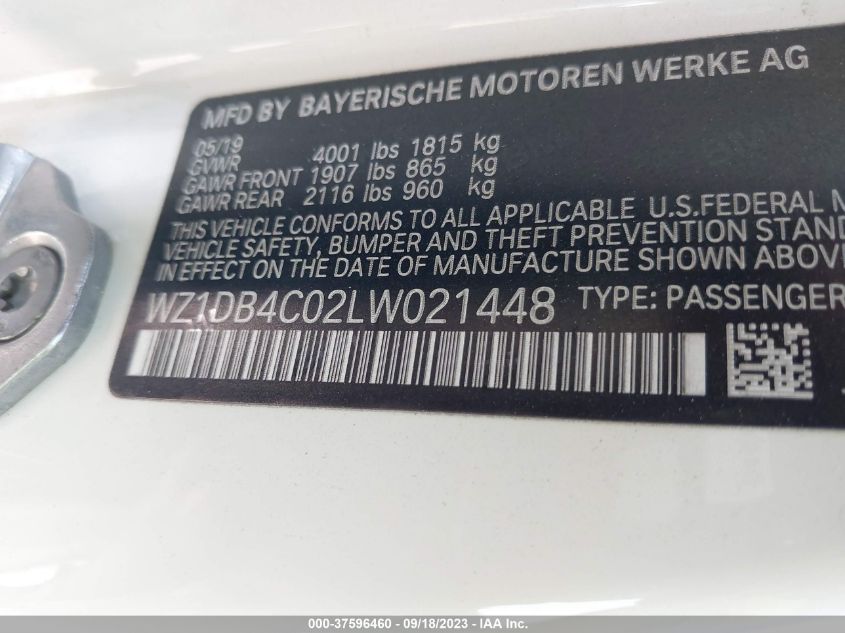 MFD BY BAYERISCHE MOTOREN WERKE AG
05/19
GVWR 4001 lbs 1815 kg
GAWR FRONT 1907 lbs 865 kg
GAWR REAR 2116 lbs 960 kg
THIS VEHICLE CONFORMS TO ALL APPLICABLE U.S.FEDERAL M
VEHICLE SAFETY, BUMPER AND THEFT PREVENTION STAND
IN EFFECT ON THE DATE OF MANUFACTURE SHOWN ABOVE
WZ1DB4C02LW021448 TYPE: PASSENGER
000-37596460 - 09/18/2023 - IAA Inc.